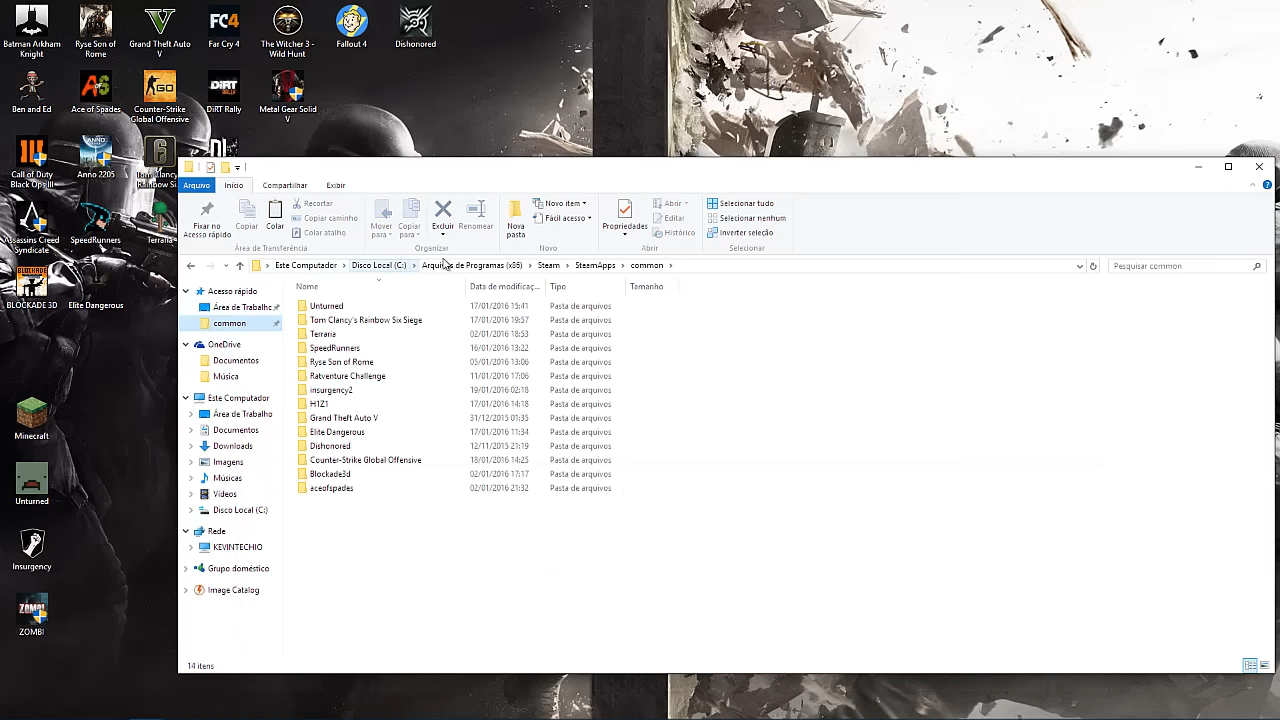 Batman Arkham
Knight
Ryse Son of
Rome
Grand Theft Auto
V
FC4
Far Cry 4
The Witcher 3 -
Wild Hunt
Fallout 4
Dishonored
Ben and Ed
Ace of Spades
GO
Counter-Strike
Global Offensive
DiRT
DiRT Rally
Metal Gear Solid
V
Call of Duty
Black Ops III
ANNO
Anno 2205
Tom Clancy
Rainbow Si
Assassins Creed
Syndicate
SpeedRunners
Terraria
BLOCKADE
BLOCKADE 3D
Elite Dangerous
Minecraft
Unturned
Insurgency
ZOMBI
ZOMBI
Arquivo
Início
Compartilhar
Exibir
Fixar no
Acesso rápido
Copiar
Colar
Recortar
Copiar caminho
Colar atalho
Área de Transferência
Mover
para
Copiar
para
Excluir
Renomear
Organizar
Nova
pasta
Novo item
Fácil acesso
Novo
Propriedades
Abrir
Editar
Histórico
Abrir
Selecionar tudo
Selecionar nenhum
Inverter seleção
Selecionar
Este Computador
Disco Local (C:)
de Programas (x86)
Steam
SteamApps
common
Pesquisar common
Nome
Data de modificaç...
Tipo
Tamanho
Acesso rápido
Área de Trabalho
common
OneDrive
Documentos
Música
Este Computador
Área de Trabalho
Documentos
Downloads
Imagens
Músicas
Vídeos
Disco Local (C:)
Rede
KEVINTECHIO
Grupo doméstico
Image Catalog
Unturned 17/01/2016 15:41 Pasta de arquivos
Tom Clancy's Rainbow Six Siege 17/01/2016 19:57 Pasta de arquivos
Terraria 02/01/2016 18:53 Pasta de arquivos
SpeedRunners 16/01/2016 13:22 Pasta de arquivos
Ryse Son of Rome 05/01/2016 13:06 Pasta de arquivos
Ratventure Challenge 11/01/2016 17:06 Pasta de arquivos
insurgency2 19/01/2016 02:18 Pasta de arquivos
H1Z1 17/01/2016 14:18 Pasta de arquivos
Grand Theft Auto V 31/12/2015 01:35 Pasta de arquivos
Elite Dangerous 17/01/2016 11:34 Pasta de arquivos
Dishonored 12/11/2015 21:19 Pasta de arquivos
Counter-Strike Global Offensive 18/01/2016 14:25 Pasta de arquivos
Blockade3d 02/01/2016 17:17 Pasta de arquivos
aceofspades 02/01/2016 21:32 Pasta de arquivos
14 itens